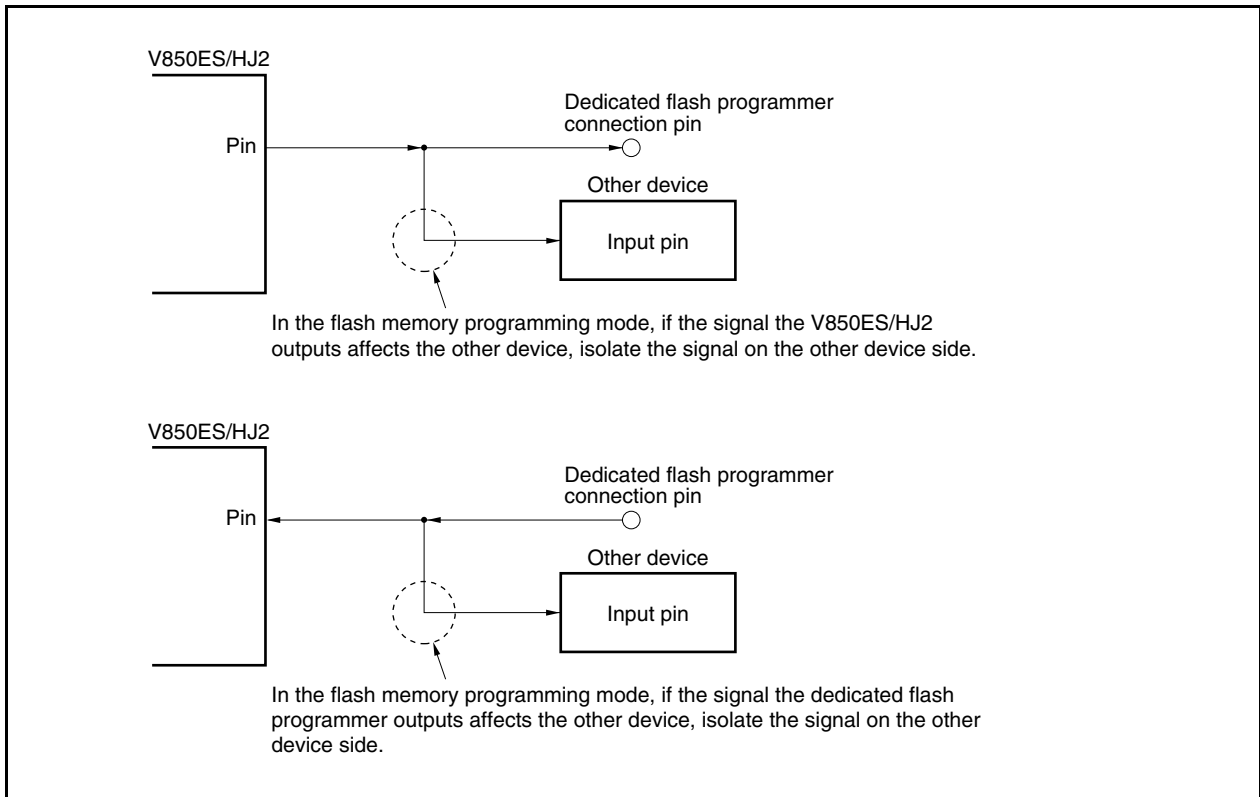 V850ES/HJ2
Dedicated flash programmer
connection pin
Pin
Other device
Input pin
In the flash memory programming mode, if the signal the V850ES/HJ2
outputs affects the other device, isolate the signal on the other device side.
V850ES/HJ2
Dedicated flash programmer
connection pin
Pin
Other device
Input pin
In the flash memory programming mode, if the signal the dedicated flash
programmer outputs affects the other device, isolate the signal on the other
device side.